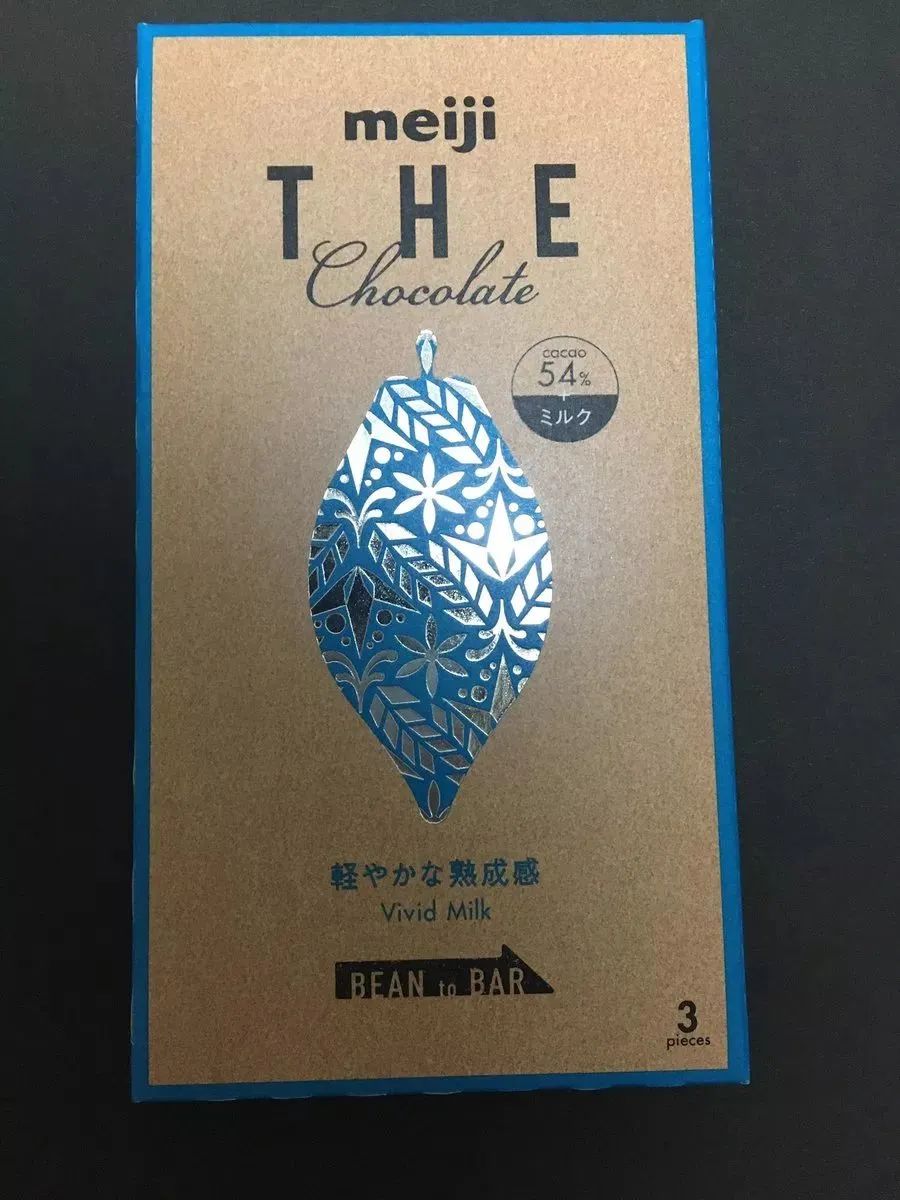 meiji
THE
Chocolate
cacao
54%
+
ミルク
軽やかな熟成感
Vivid Milk
BEAN to BAR
3
pieces